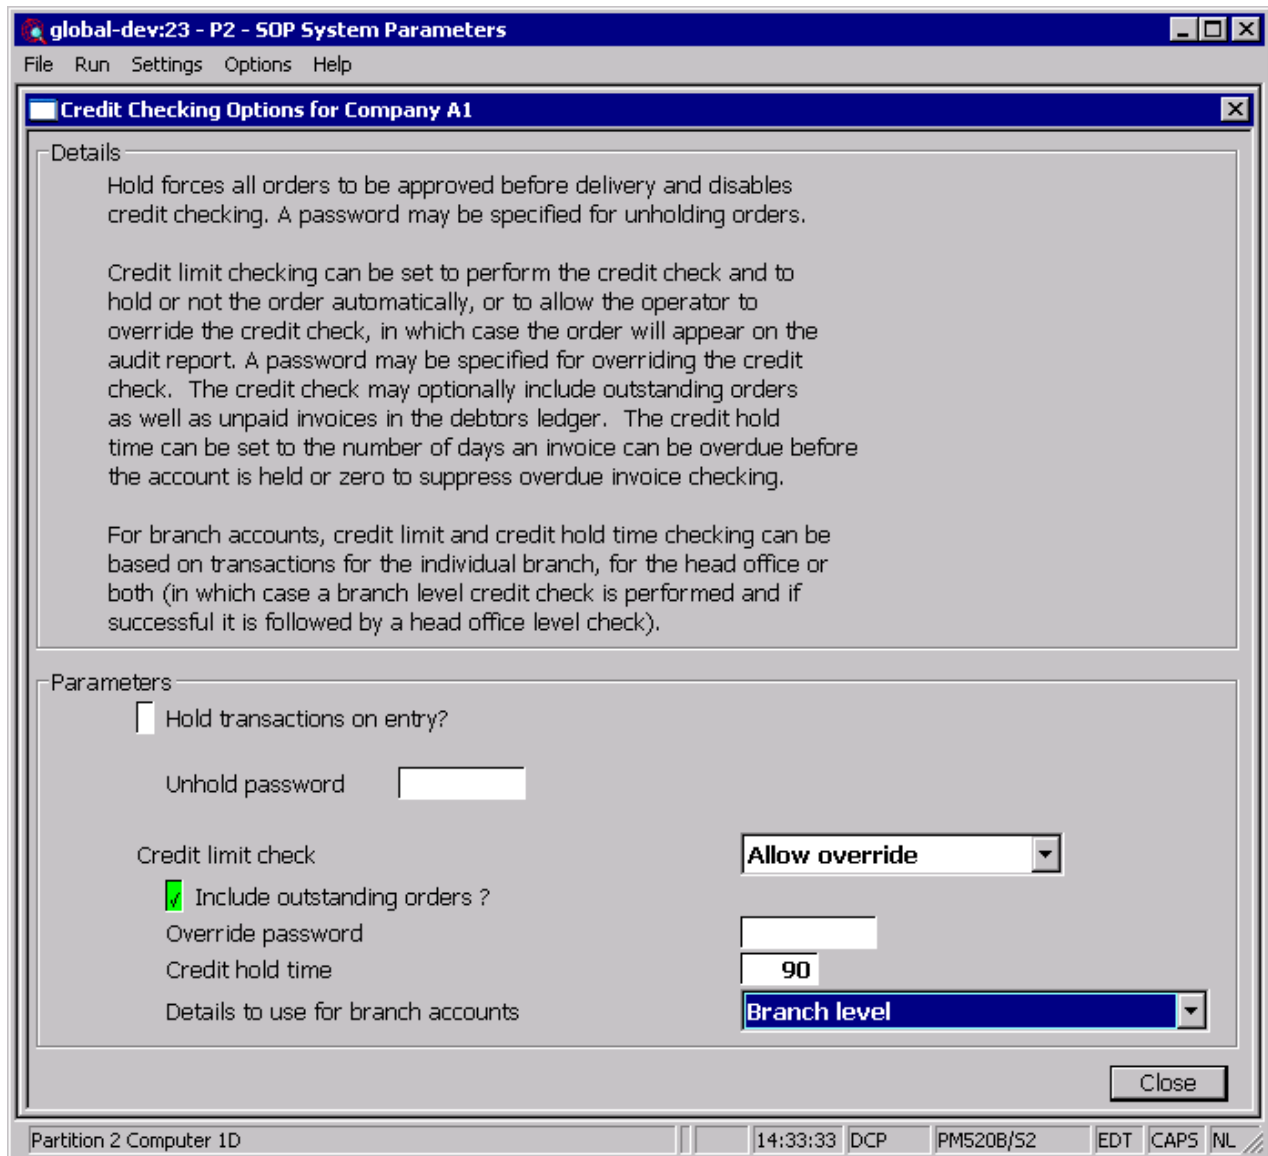 global-dev:23 - P2 - SOP System Parameters
File Run Settings Options Help
Credit Checking Options for Company A1
Details
Hold forces all orders to be approved before delivery and disables
credit checking. A password may be specified for unholding orders.
Credit limit checking can be set to perform the credit check and to
hold or not the order automatically, or to allow the operator to
override the credit check, in which case the order will appear on the
audit report. A password may be specified for overriding the credit
check.  The credit check may optionally include outstanding orders
as well as unpaid invoices in the debtors ledger.  The credit hold
time can be set to the number of days an invoice can be overdue before
the account is held or zero to suppress overdue invoice checking.
For branch accounts, credit limit and credit hold time checking can be
based on transactions for the individual branch, for the head office or
both (in which case a branch level credit check is performed and if
successful it is followed by a head office level check).
Parameters
Hold transactions on entry?
Unhold password
Credit limit check Allow override
Include outstanding orders ?
Override password
Credit hold time 90
Details to use for branch accounts Branch level
Close
Partition 2 Computer 1D 14:33:33 DCP PM520B/S2 EDT CAPS NL